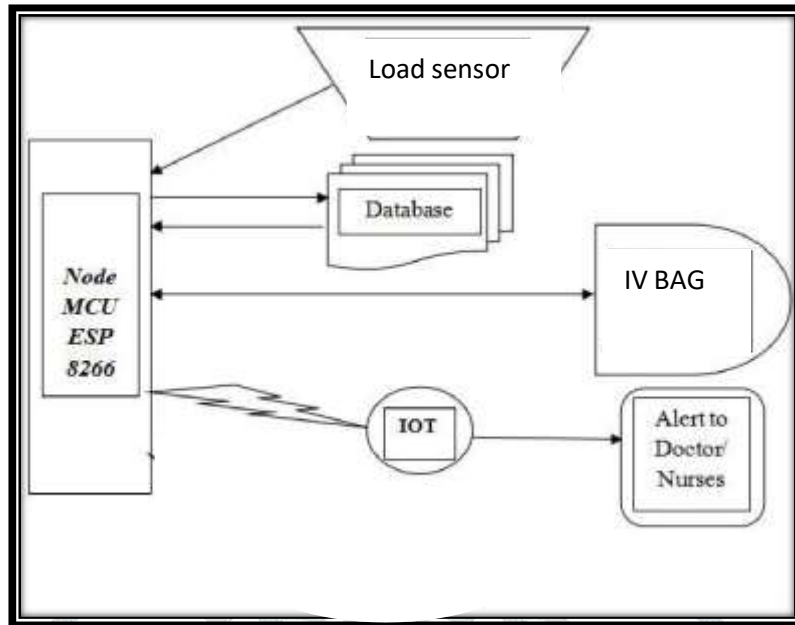 Load sensor
Database
Node
MCU
ESP
8266
IV BAG
IOT
Alert to
Doctor/
Nurses